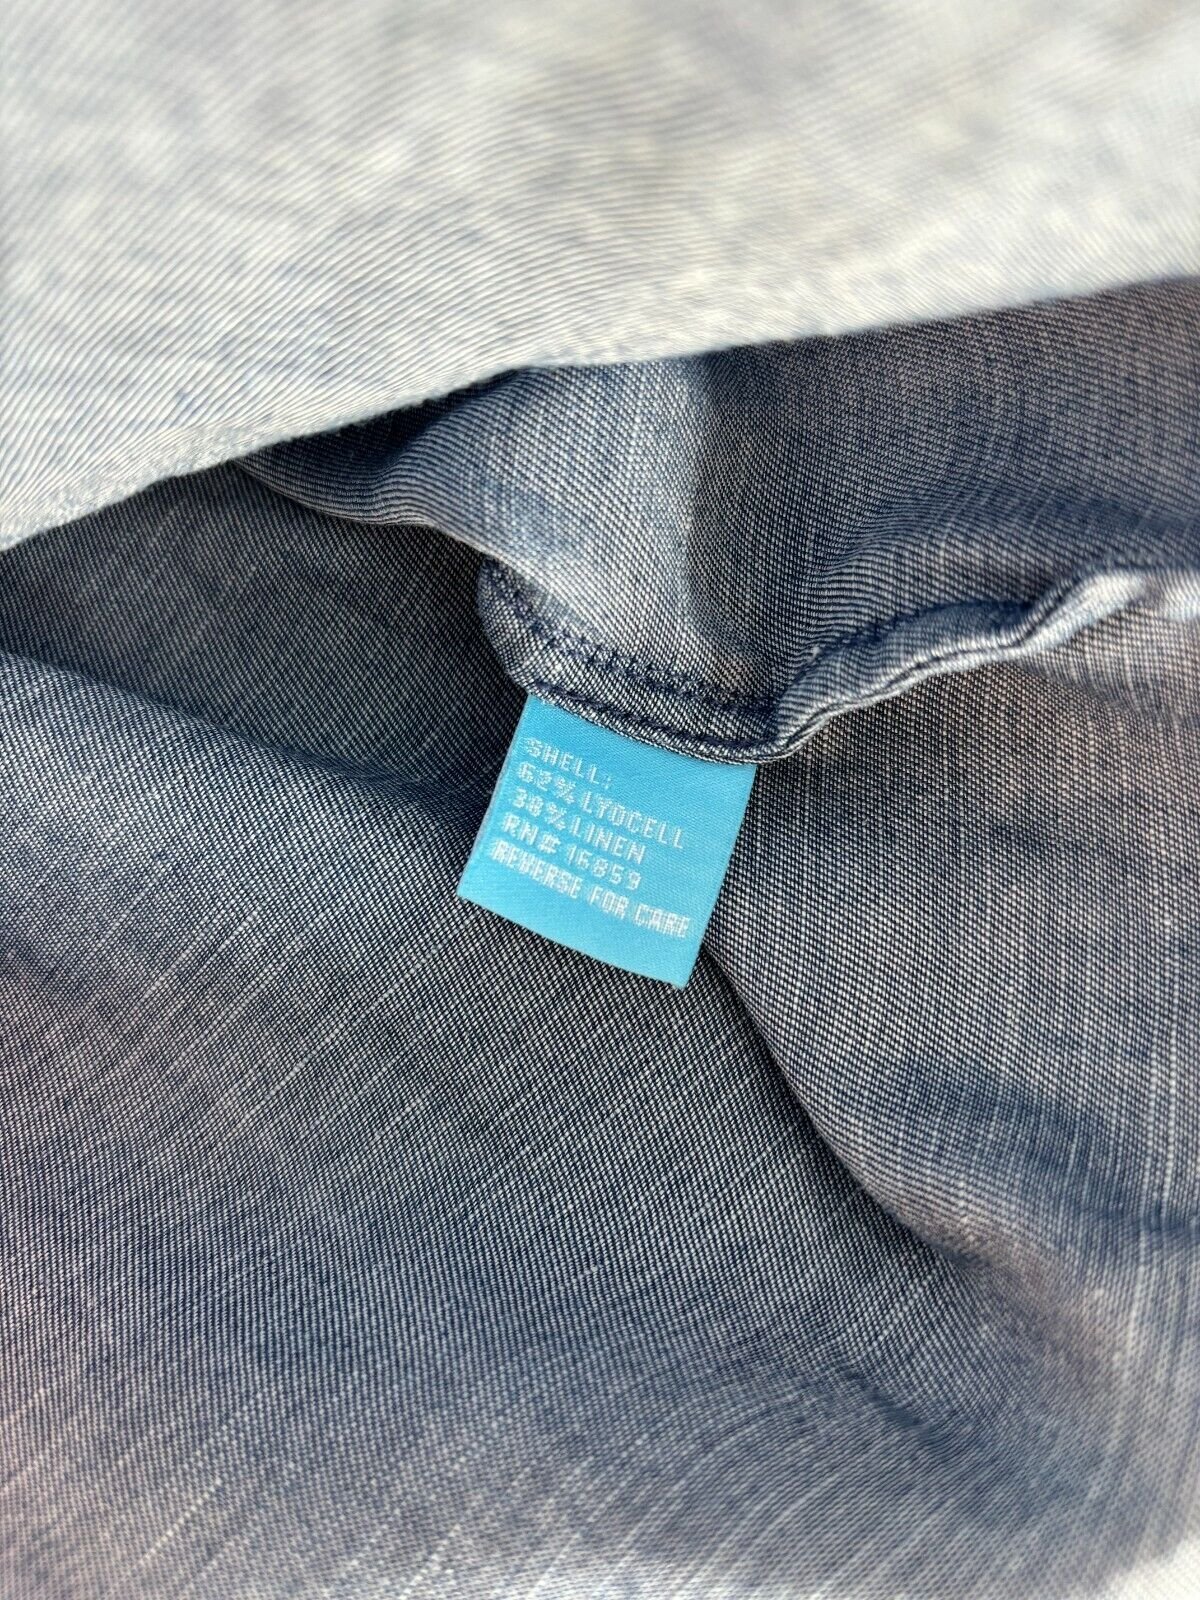 SHELL:
62% LYOCELL
38% LINEN
RN# 16859
REVERSE FOR CARE